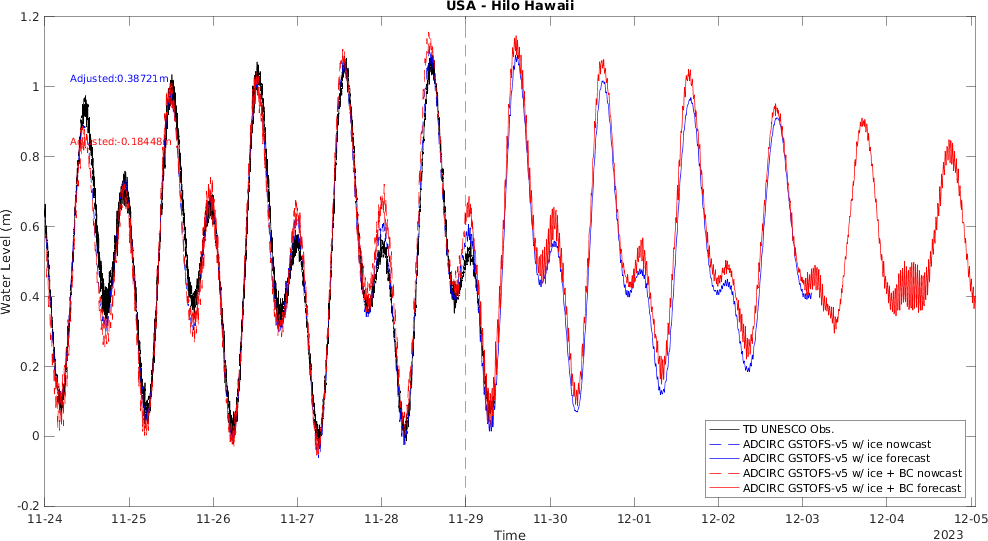 USA - Hilo Hawaii
1.2
1
0.8
0.6
0.4
0.2
0
-0.2
Water Level (m)
Adjusted:0.38721m
Adjusted:-0.18448m
TD UNESCO Obs.
ADCIRC GSTOFS-v5 w/ ice nowcast
ADCIRC GSTOFS-v5 w/ ice forecast
ADCIRC GSTOFS-v5 w/ ice + BC nowcast
ADCIRC GSTOFS-v5 w/ ice + BC forecast
11-24 11-25 11-26 11-27 11-28 11-29 11-30 12-01 12-02 12-03 12-04 12-05
Time
2023